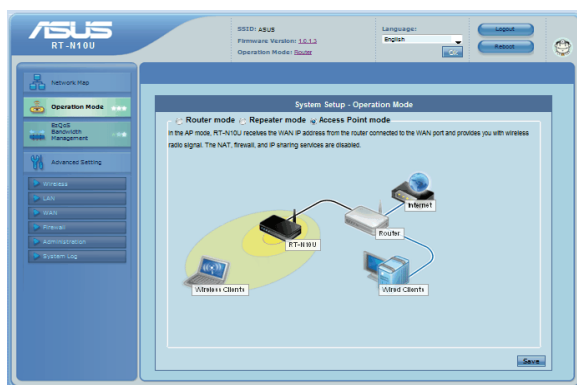 ASUS
RT-N10U
SSID: ASUS
Firmware Version: 1.0.1.3
Operation Mode: Router
Language:
English
Logout
Reboot
Network Map
Operation Mode
EzQoS
Bandwidth
Management
Advanced Setting
Wireless
LAN
WAN
Firewall
Administration
System Log
System Setup - Operation Mode
Router mode Repeater mode Access Point mode
In the AP mode, RT-N10U receives the WAN IP address from the router connected to the WAN port and provides you with wireless
radio signal. The NAT, firewall, and IP sharing services are disabled.
Internet
Router
RT-N10U
Wireless Clients
Wired Clients
Save